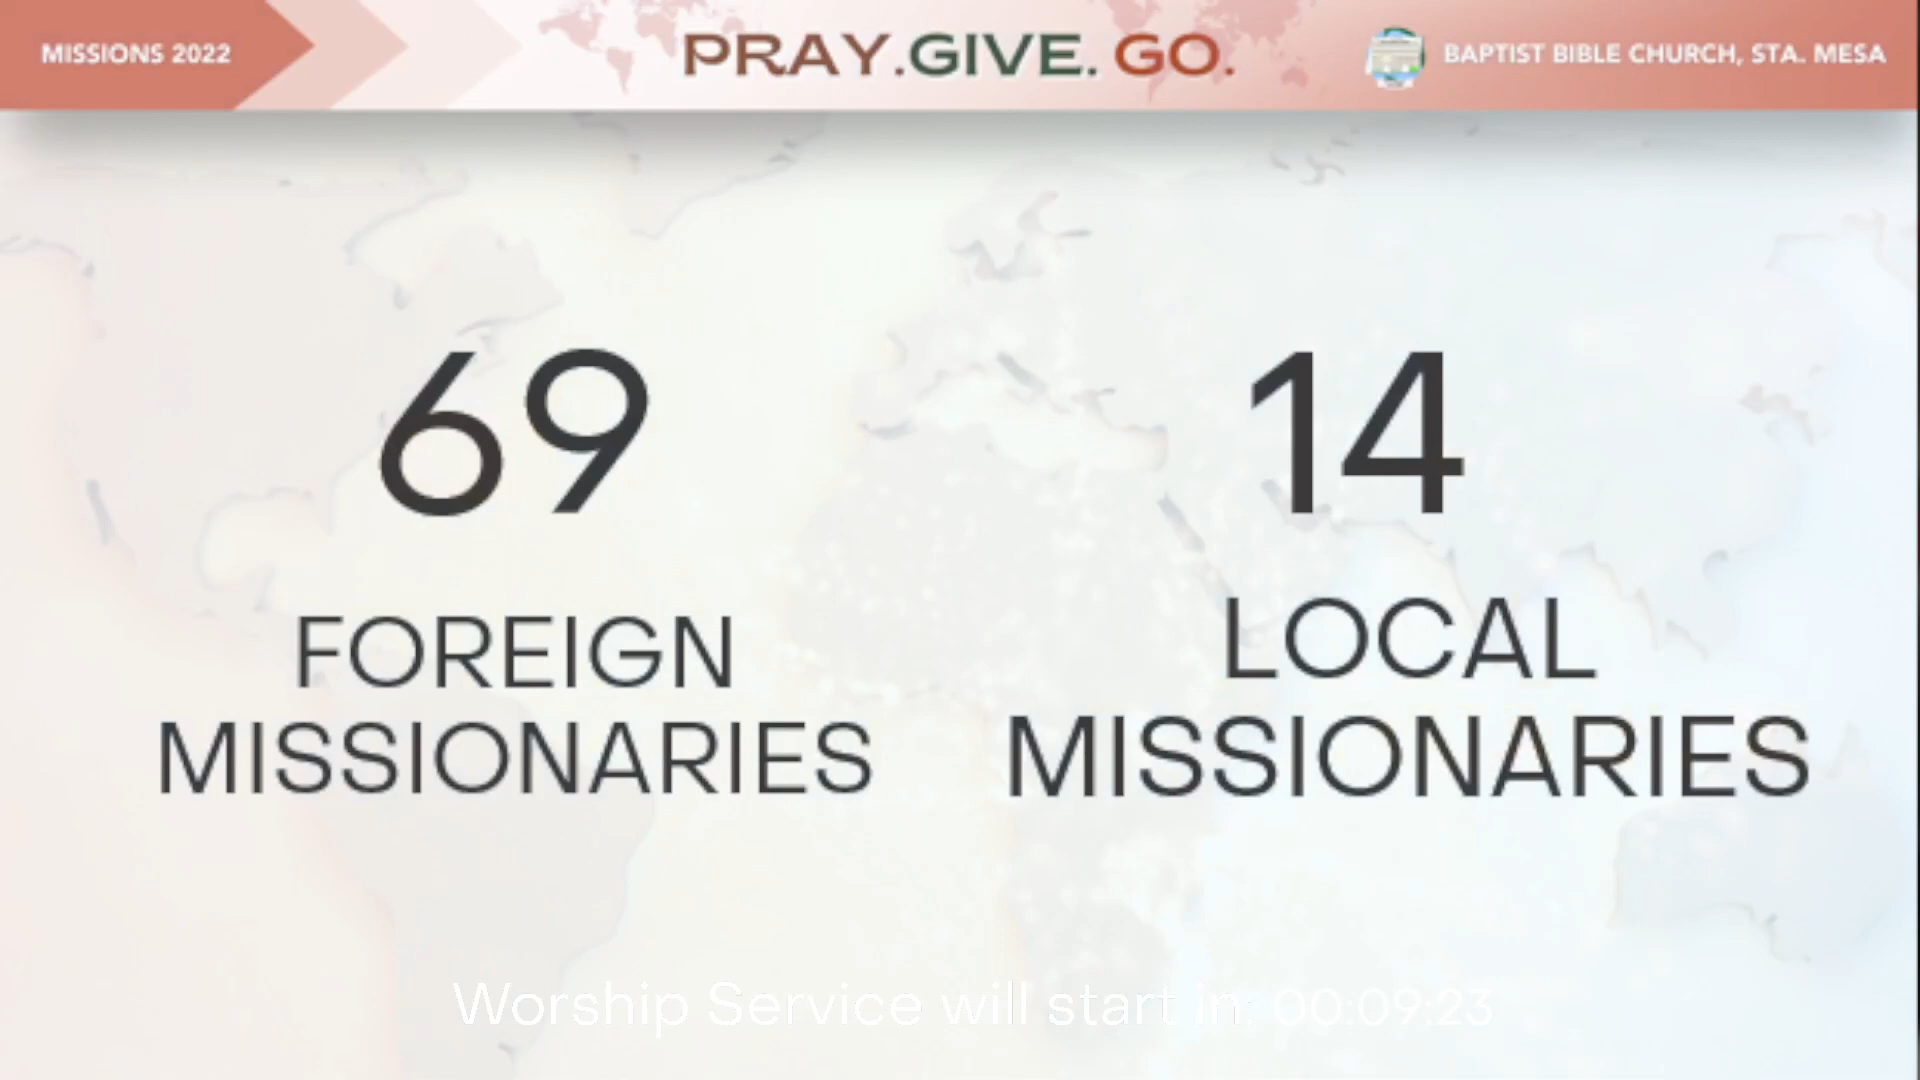 MISSIONS 2022
PRAY.GIVE. GO.
BAPTIST BIBLE CHURCH, STA. MESA
69
FOREIGN
MISSIONARIES
14
LOCAL
MISSIONARIES
Worship Service will start in: 00:09:23